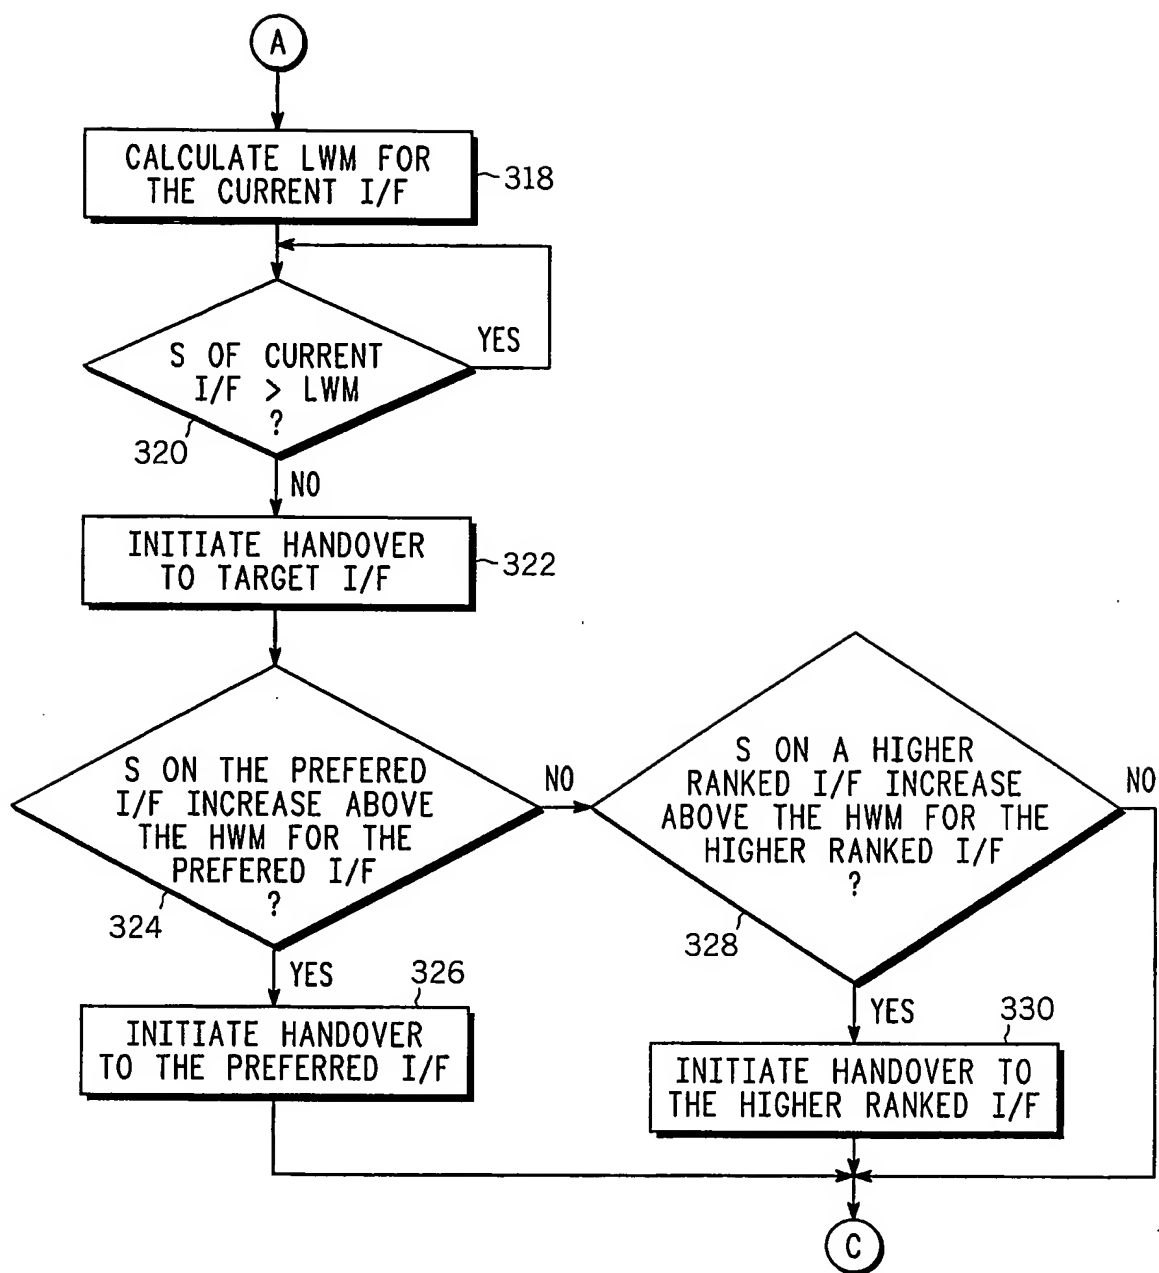 A
CALCULATE LWM FOR
THE CURRENT I/F
318
S OF CURRENT
I/F > LWM
?
YES
320
NO
INITIATE HANDOVER
TO TARGET I/F
322
S ON THE PREFERED
I/F INCREASE ABOVE
THE HWM FOR THE
PREFERED I/F
?
324
NO
S ON A HIGHER
RANKED I/F INCREASE
ABOVE THE HWM FOR THE
HIGHER RANKED I/F
?
328
NO
YES
326
INITIATE HANDOVER
TO THE PREFERRED I/F
YES
330
INITIATE HANDOVER TO
THE HIGHER RANKED I/F
C